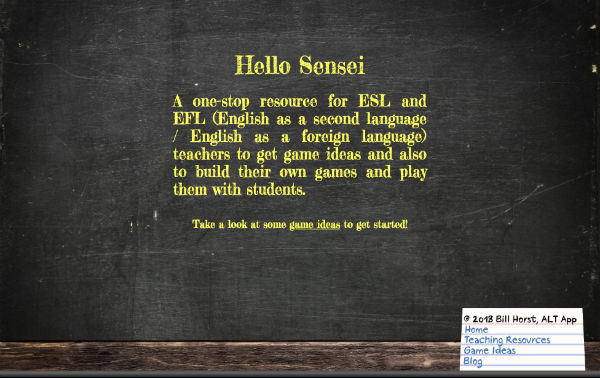 Hello Sensei
A one-stop resource for ESL and
EFL (English as a second language
/ English as a foreign language)
teachers to get game ideas and also
to build their own games and play
them with students.
Take a look at some game ideas to get started!
© 2018 Bill Horst, ALT App
Home
Teaching Resources
Game Ideas
Blog